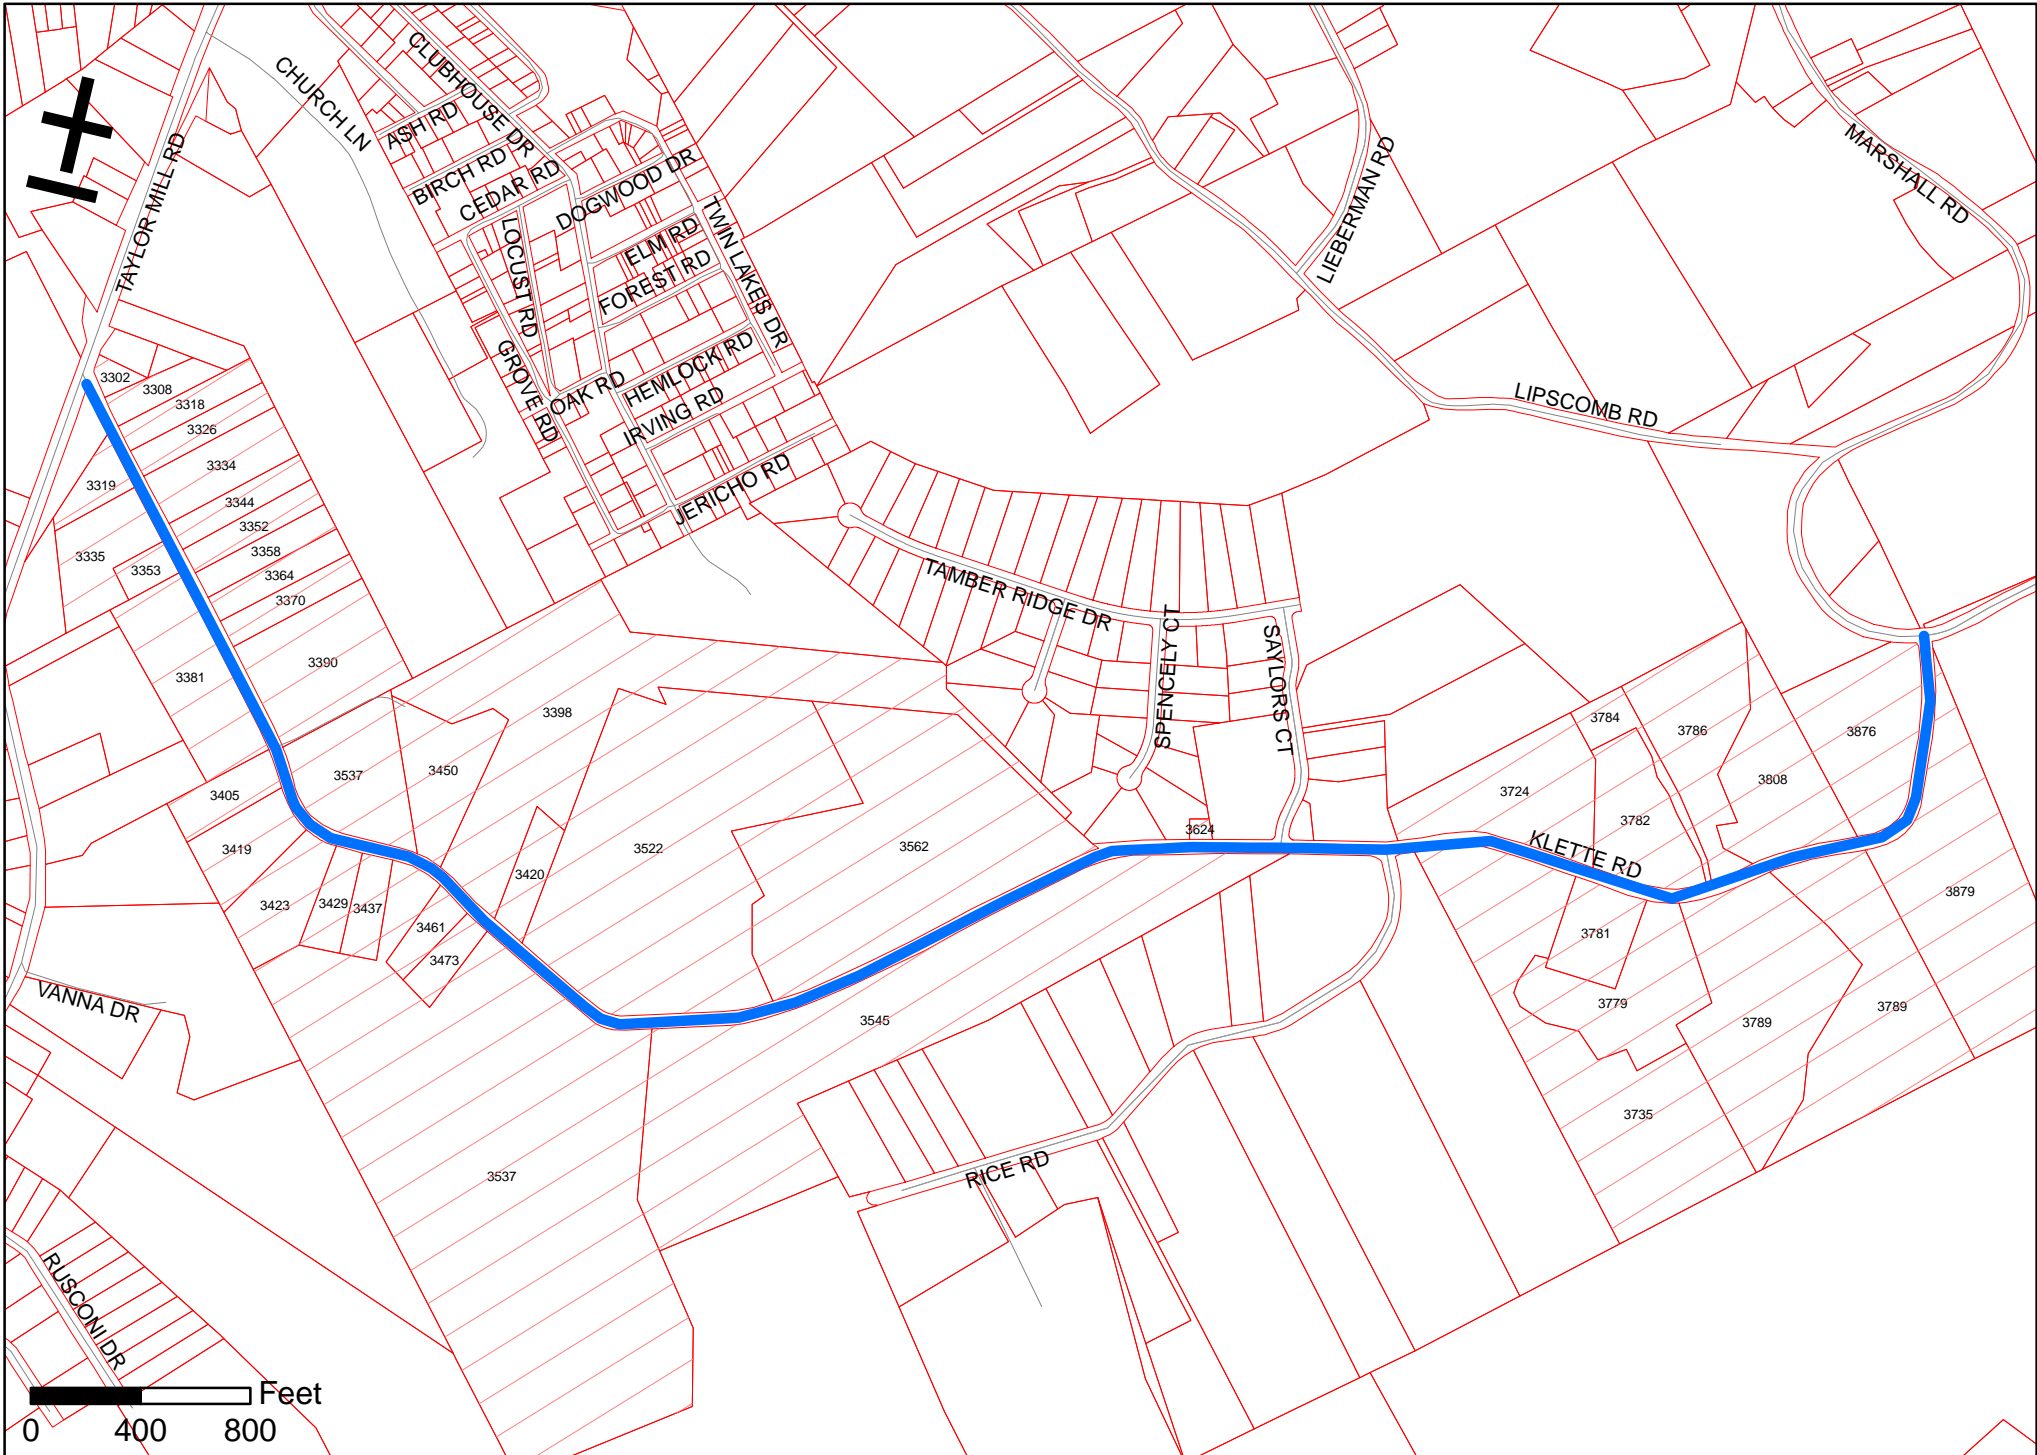 CLUBHOUSE DR
CHURCH LN
ASH RD
TAYLOR MILL RD
BIRCH RD
CEDAR RD
DOGWOOD DR
LOCUST RD
ELM RD
TWIN LAKES DR
FOREST RD
LIEBERMAN RD
MARSHALL RD
GROVE RD
OAK RD
HEMLOCK RD
IRVING RD
JERICHO RD
LIPSCOMB RD
3302
3308
3318
3326
3334
3319
3344
3352
3335
3358
3353
3364
3370
3390
3381
TAMBER RIDGE DR
SPENCELY CT
SAYLORS CT
3398
3784
3786
3876
3537
3450
3808
3405
3724
3624
3782
3419
3522
3562
KLETTE RD
3420
3423
3429
3437
3879
3461
3781
3473
VANNA DR
3779
3789
3789
3545
3735
3537
RICE RD
RUSCONI DR
Feet
0 400 800